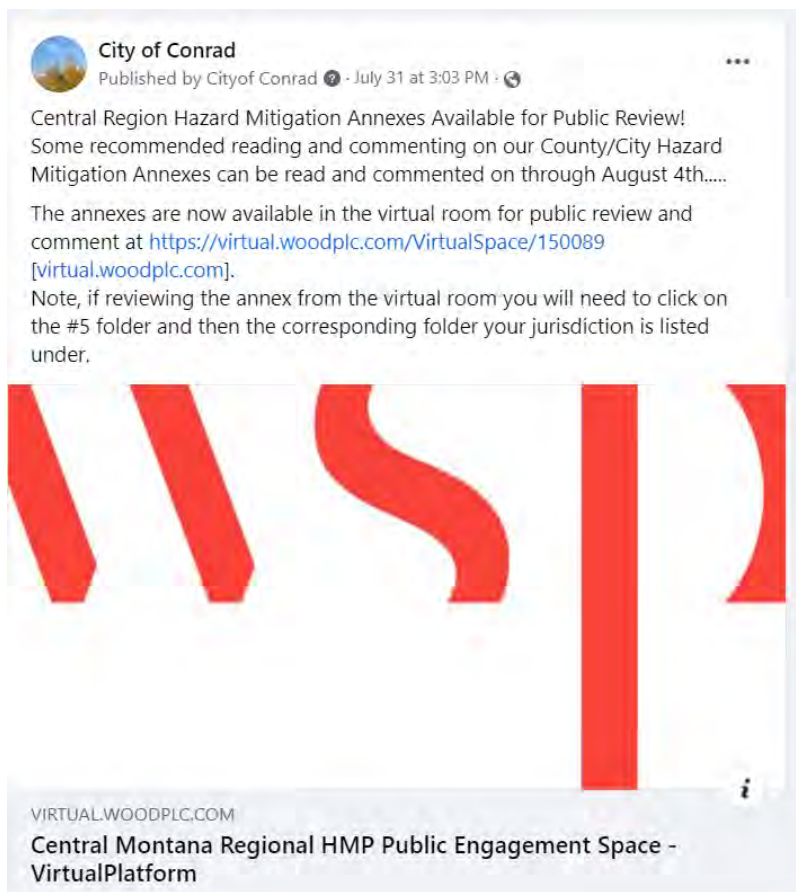 City of Conrad
Published by Cityof Conrad · July 31 at 3:03 PM ·
Central Region Hazard Mitigation Annexes Available for Public Review!
Some recommended reading and commenting on our County/City Hazard
Mitigation Annexes can be read and commented on through August 4th.....
The annexes are now available in the virtual room for public review and
comment at https://virtual.woodplc.com/VirtualSpace/150089
[virtual.woodplc.com].
Note, if reviewing the annex from the virtual room you will need to click on
the #5 folder and then the corresponding folder your jurisdiction is listed
under.
i
VIRTUAL.WOODPLC.COM
Central Montana Regional HMP Public Engagement Space -
VirtualPlatform